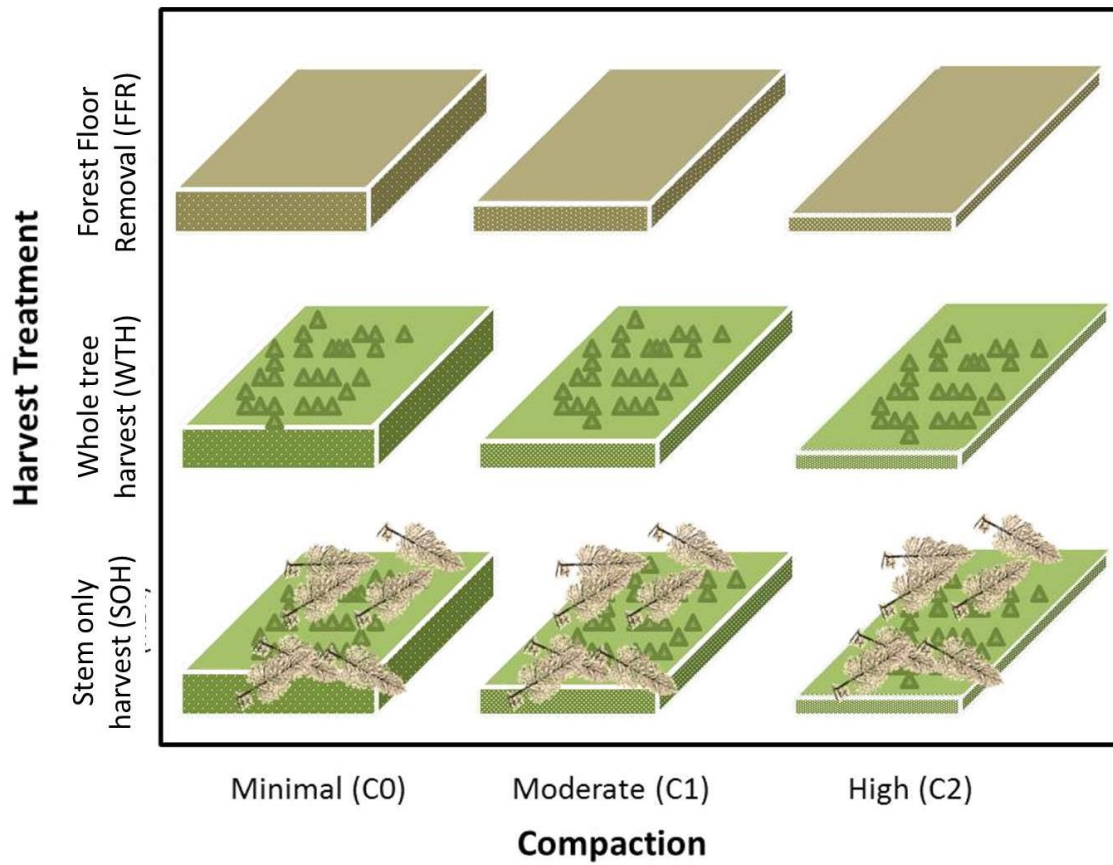 Harvest Treatment
Forest Floor
Removal (FFR)
Whole tree
harvest (WTH)
Stem only
harvest (SOH)
Minimal (C0)
Moderate (C1)
High (C2)
Compaction